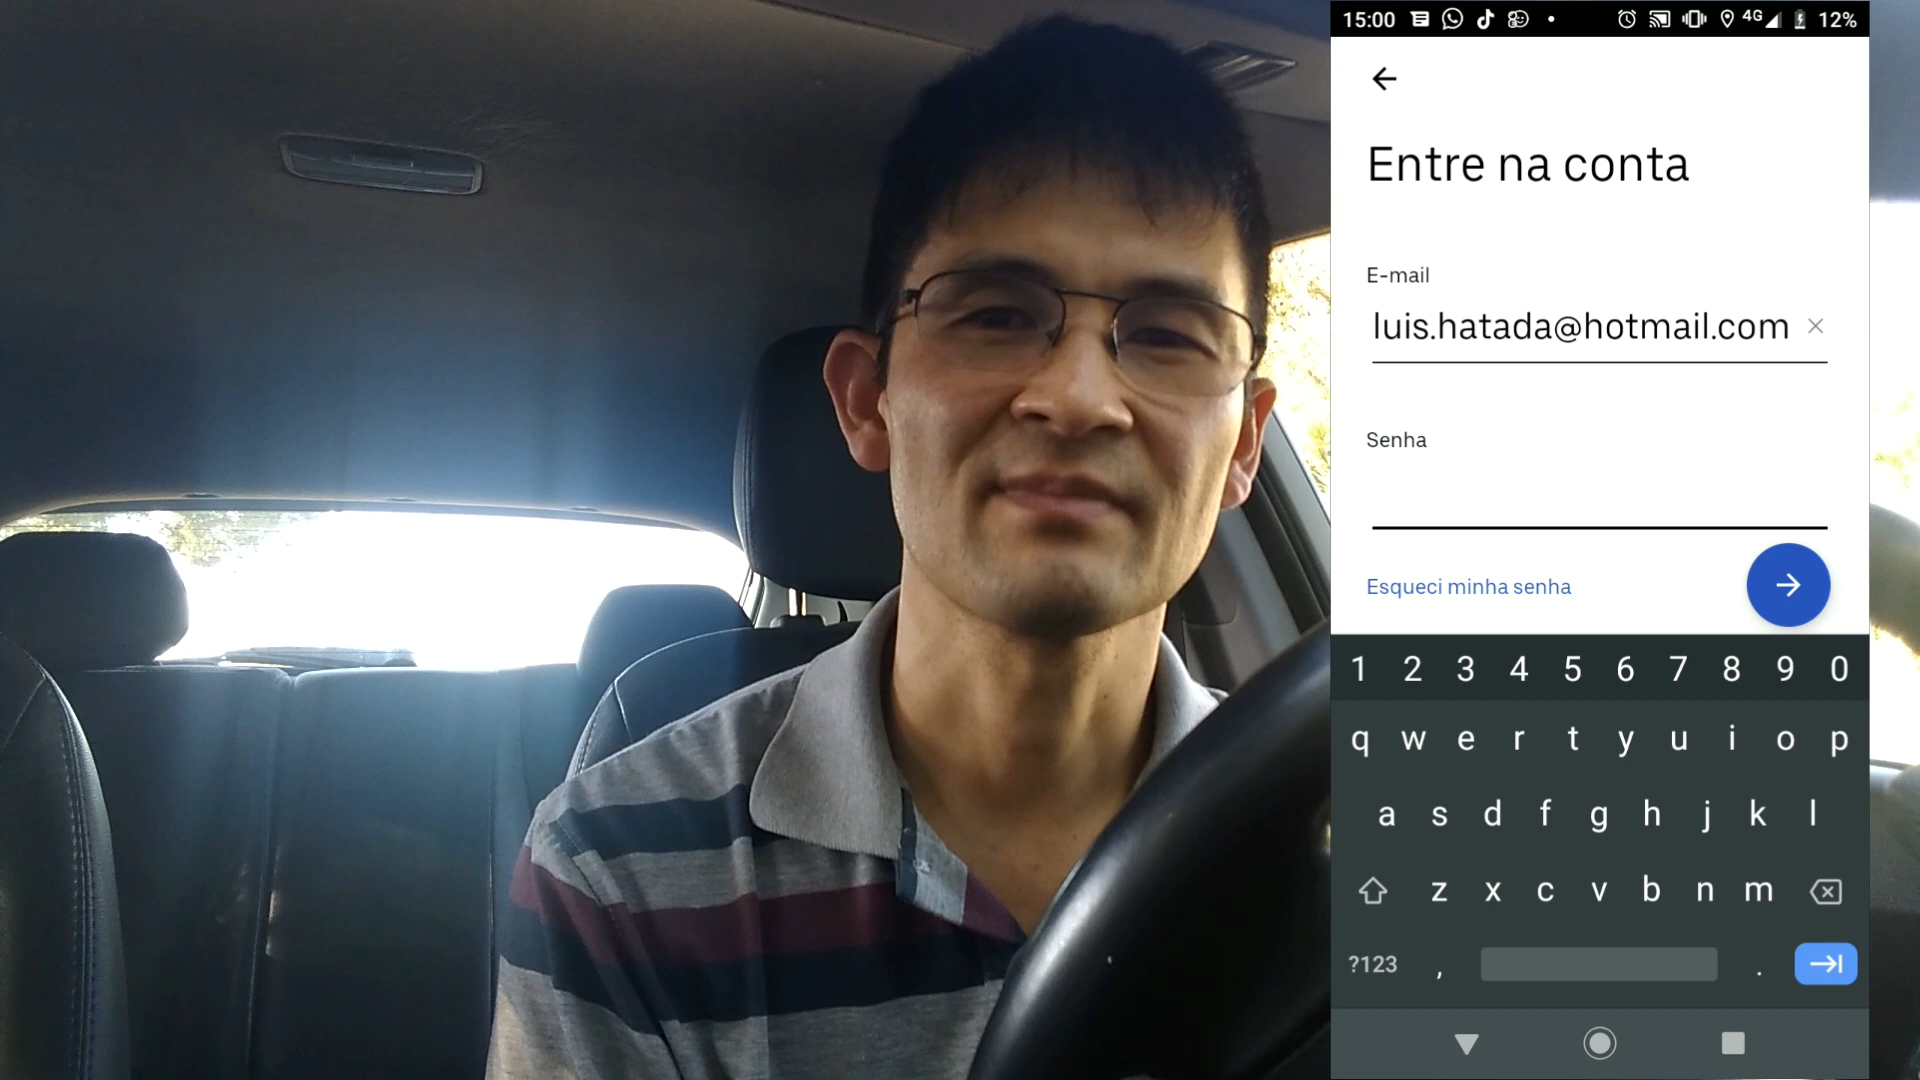 15:00
4G
12%
Entre na conta
E-mail
luis.hatada@hotmail.com
Senha
Esqueci minha senha
1 2 3 4 5 6 7 8 9 0
q w e r t y u i o p
a s d f g h j k l
z x c v b n m
?123 , .